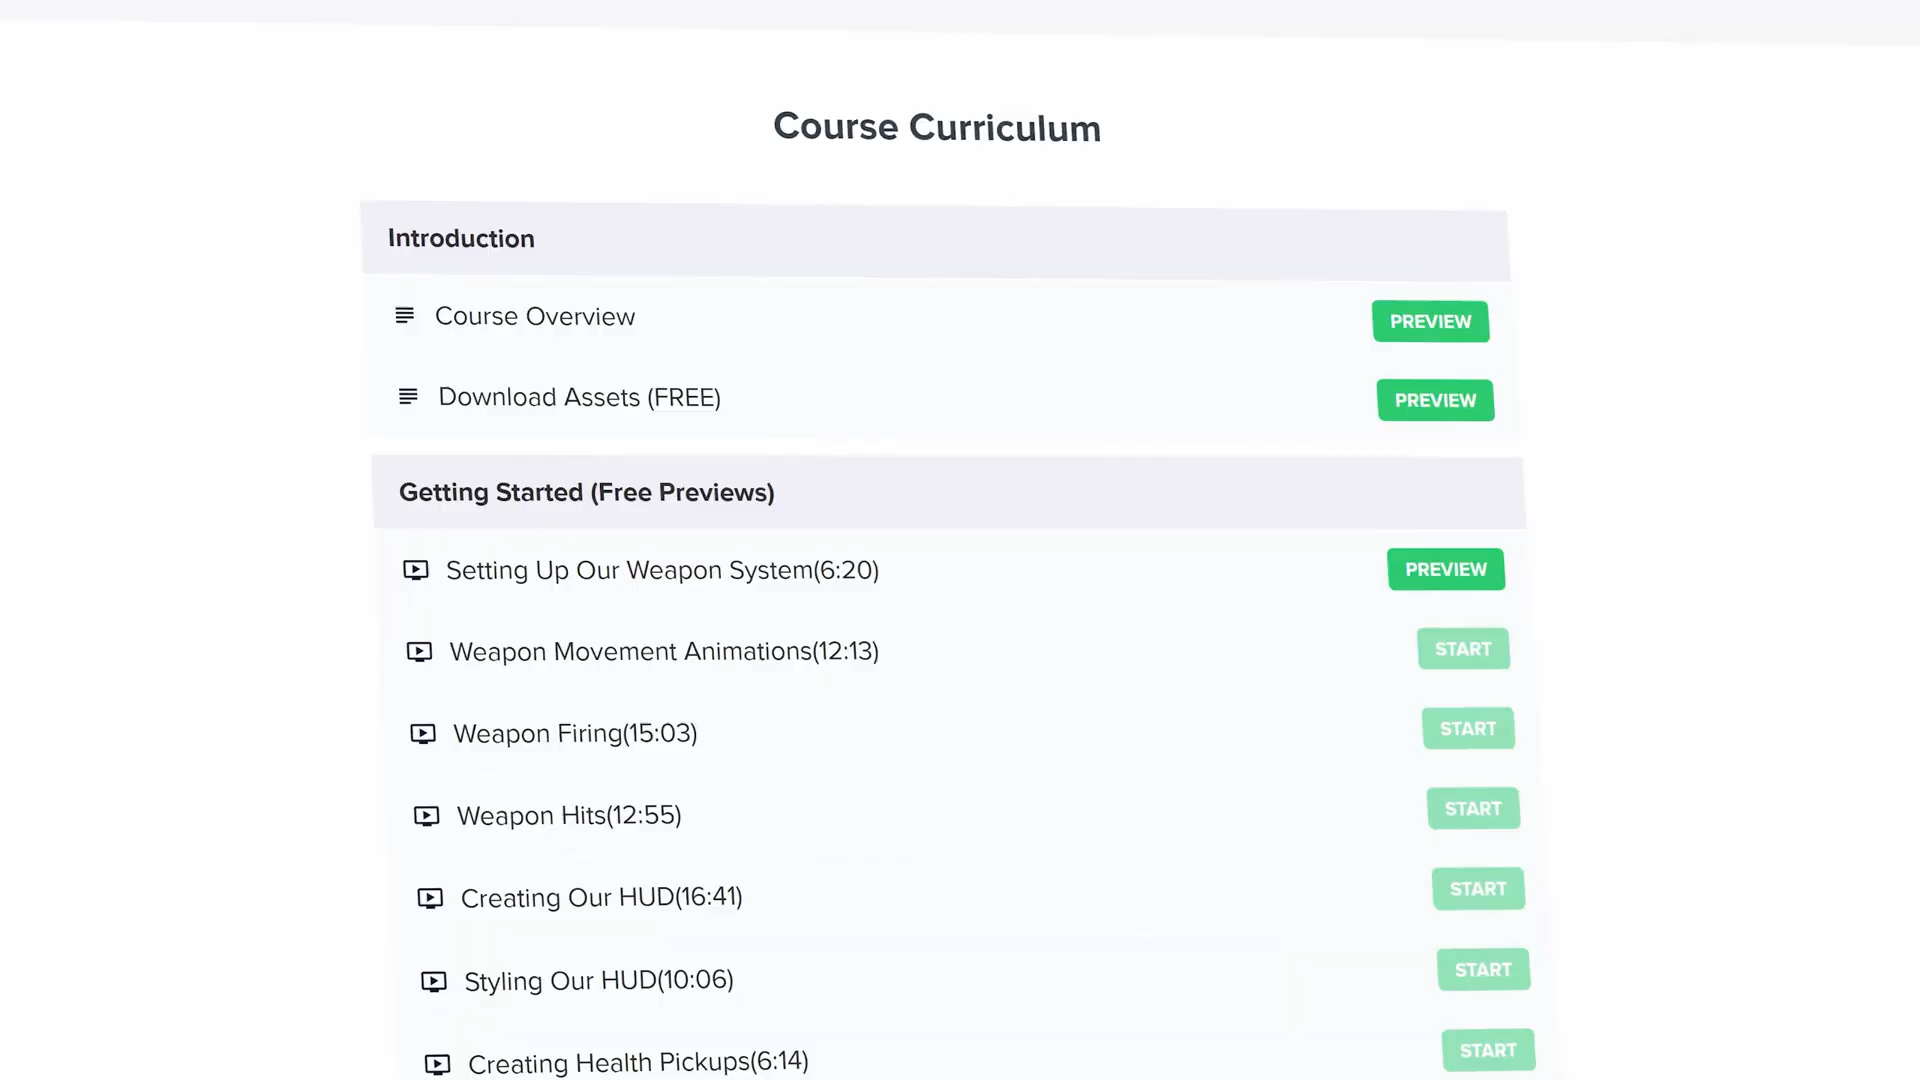 Course Curriculum
Introduction
Course Overview
PREVIEW
Download Assets (FREE)
PREVIEW
Getting Started (Free Previews)
Setting Up Our Weapon System(6:20)
PREVIEW
Weapon Movement Animations(12:13)
START
Weapon Firing(15:03)
START
Weapon Hits(12:55)
START
Creating Our HUD(16:41)
START
Styling Our HUD(10:06)
START
Creating Health Pickups(6:14)
START